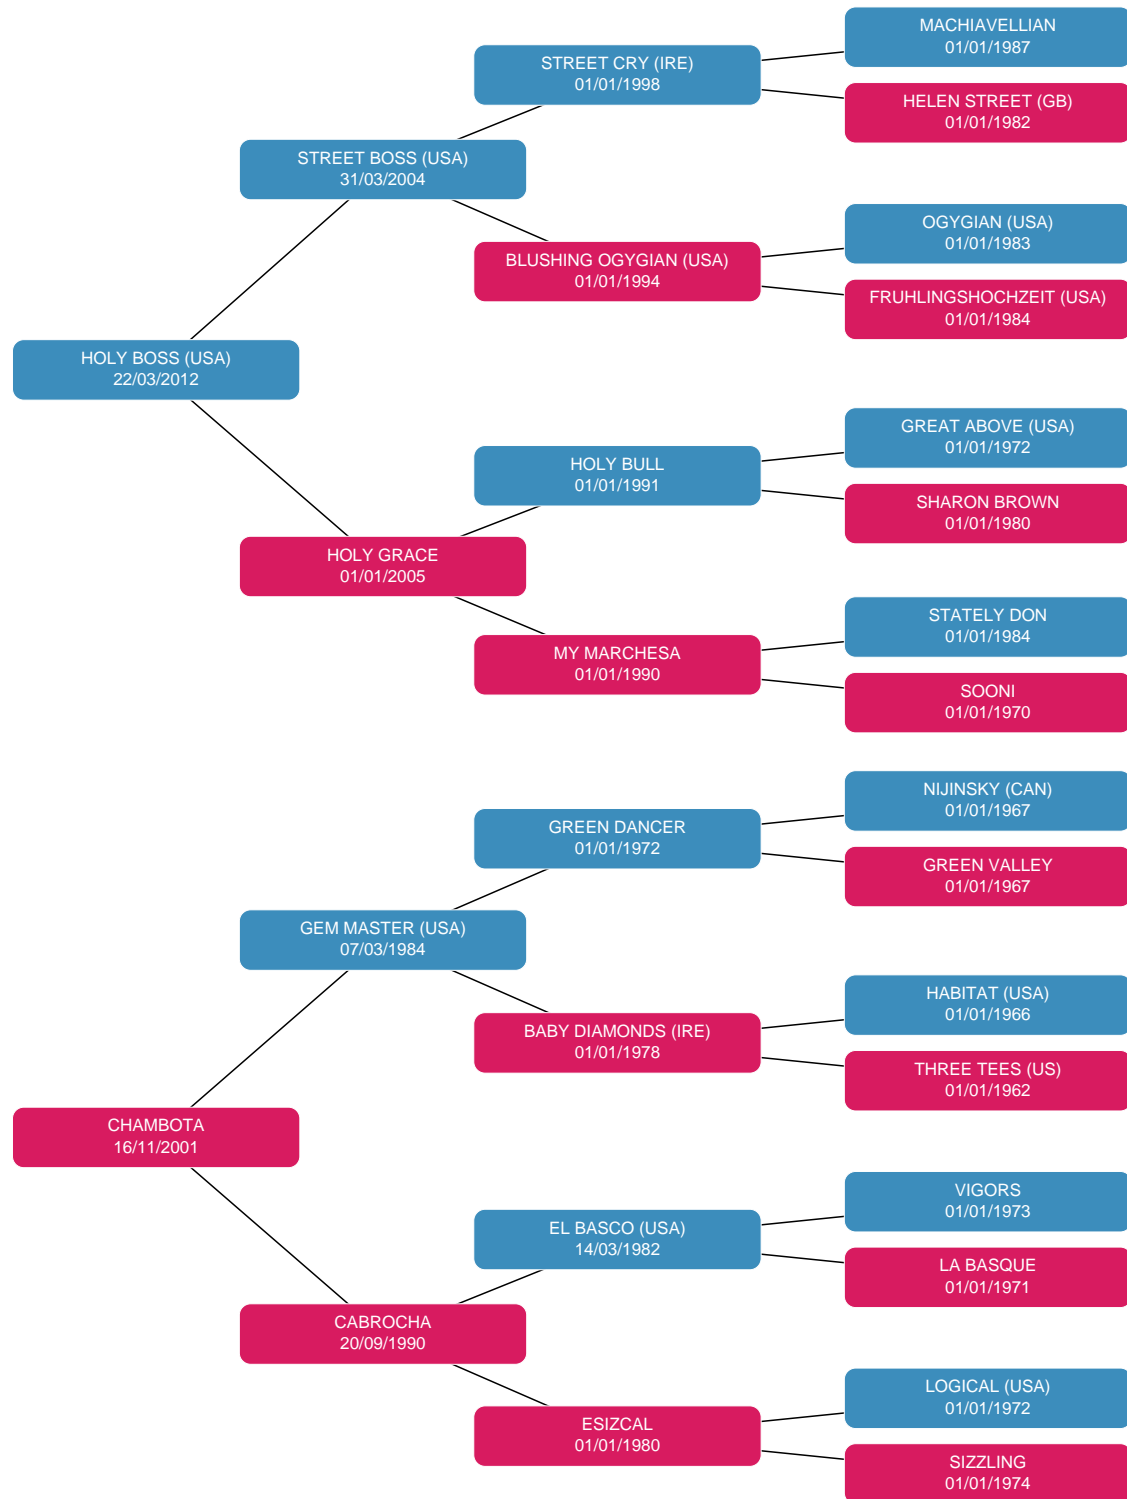 MACHIAVELLIAN
01/01/1987
STREET CRY (IRE)
01/01/1998
HELEN STREET (GB)
01/01/1982
STREET BOSS (USA)
31/03/2004
OGYGIAN (USA)
01/01/1983
BLUSHING OGYGIAN (USA)
01/01/1994
FRUHLINGSHOCHZEIT (USA)
01/01/1984
HOLY BOSS (USA)
22/03/2012
GREAT ABOVE (USA)
01/01/1972
HOLY BULL
01/01/1991
SHARON BROWN
01/01/1980
HOLY GRACE
01/01/2005
STATELY DON
01/01/1984
MY MARCHESA
01/01/1990
SOONI
01/01/1970
NIJINSKY (CAN)
01/01/1967
GREEN DANCER
01/01/1972
GREEN VALLEY
01/01/1967
GEM MASTER (USA)
07/03/1984
HABITAT (USA)
01/01/1966
BABY DIAMONDS (IRE)
01/01/1978
THREE TEES (US)
01/01/1962
CHAMBOTA
16/11/2001
VIGORS
01/01/1973
EL BASCO (USA)
14/03/1982
LA BASQUE
01/01/1971
CABROCHA
20/09/1990
LOGICAL (USA)
01/01/1972
ESIZCAL
01/01/1980
SIZZLING
01/01/1974